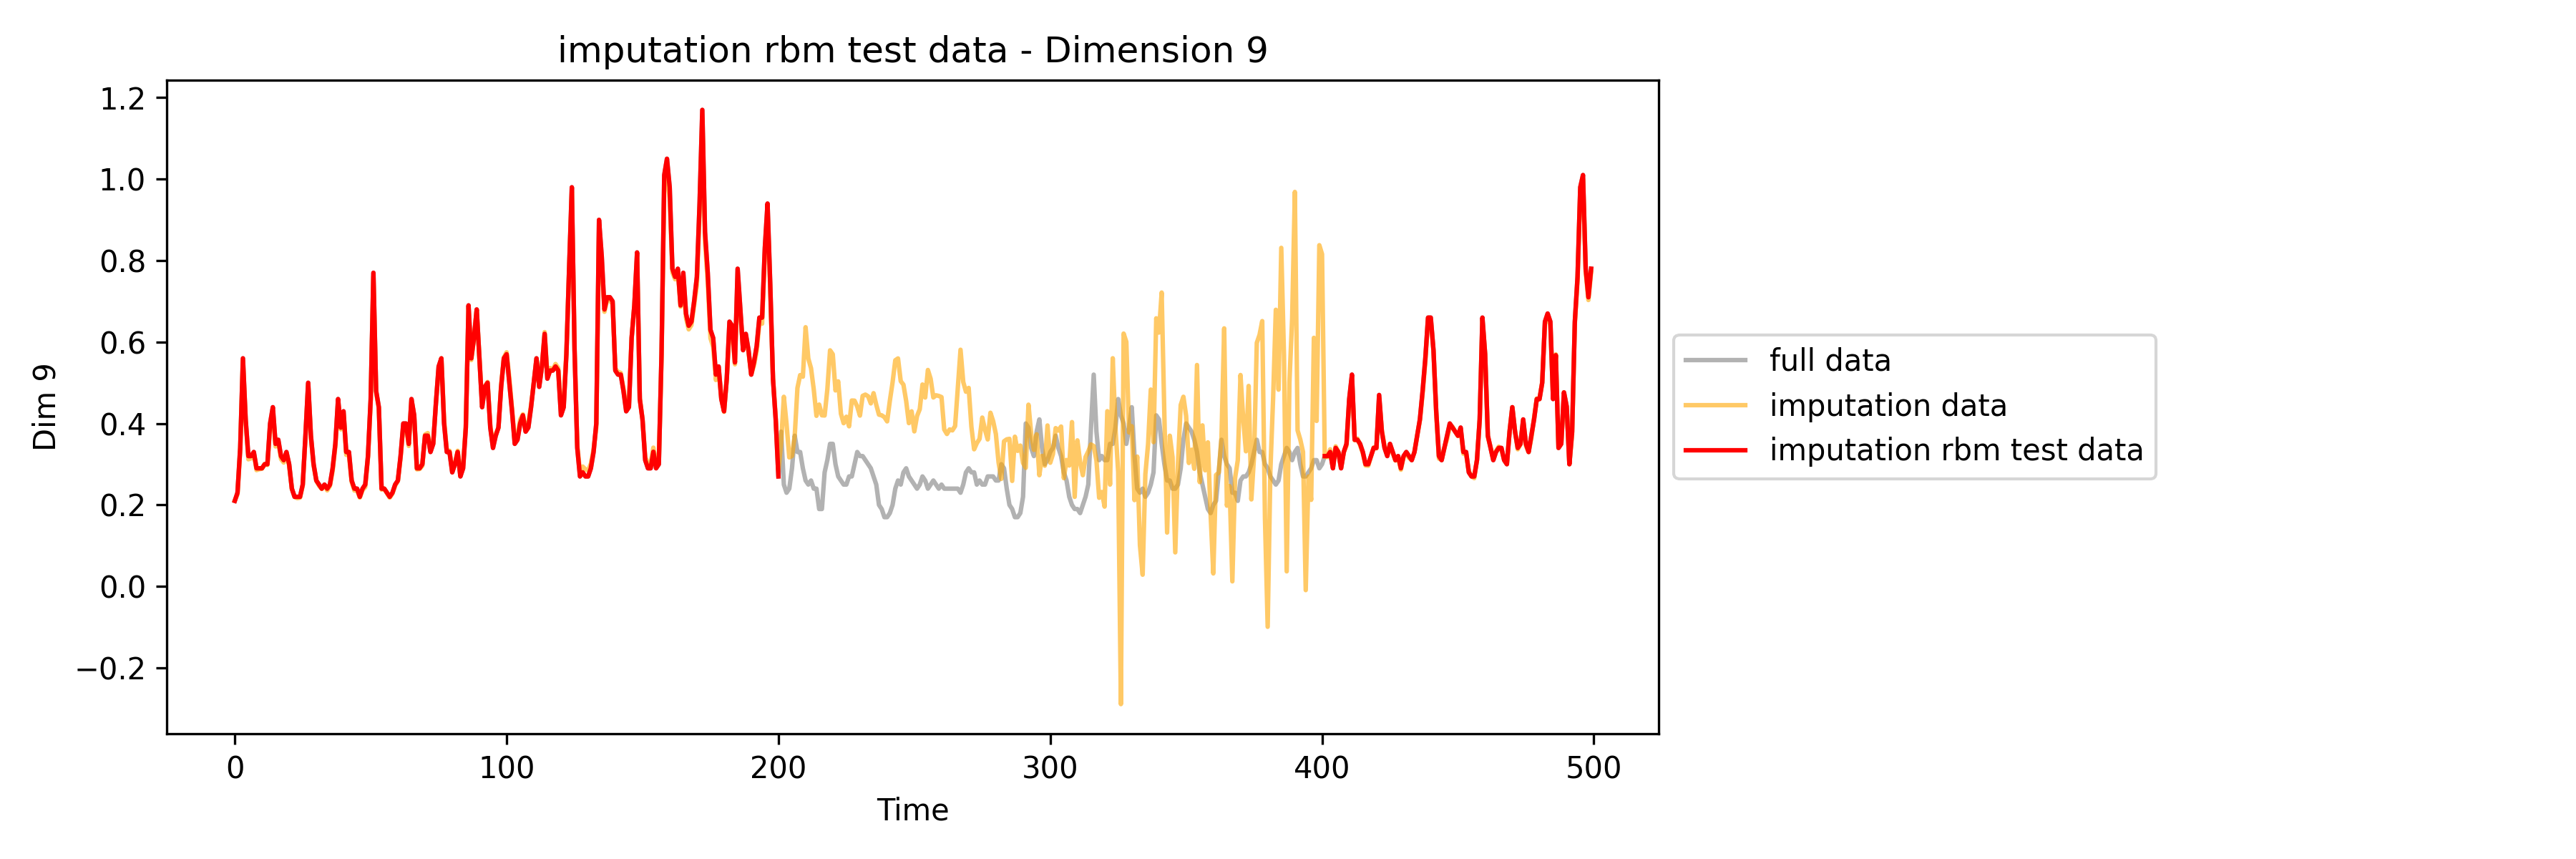 imputation rbm test data - Dimension 9
1.2
1.0
0.8
0.6
0.4
0.2
0.0
−0.2
Dim 9
0 100 200 300 400 500
Time
full data
imputation data
imputation rbm test data